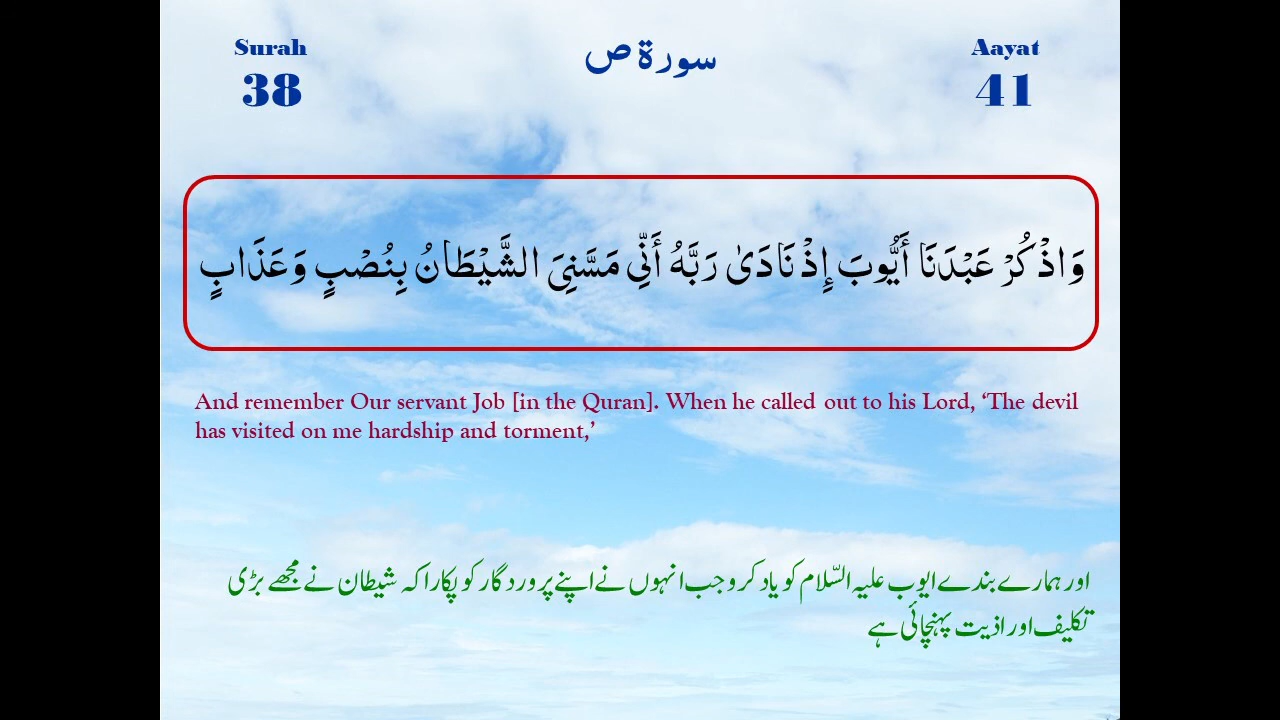 Surah
38
سورة ص
Aayat
41
وَاذْكُرْ عَبْدَنَا أَيُّوبَ إِذْ نَادَىٰ رَبَّهُ أَنِّي مَسَّنِيَ الشَّيْطَانُ بِنُصْبٍ وَعَذَابٍ
And remember Our servant Job [in the Quran]. When he called out to his Lord, ‘The devil
has visited on me hardship and torment,’
اور ہمارے بندے ایوب علیہ السّلام کو یاد کرو جب انہوں نے اپنے پروردگار کو پکارا کہ شیطان نے مجھے بڑی
تکلیف اور اذیت پہنچائی ہے